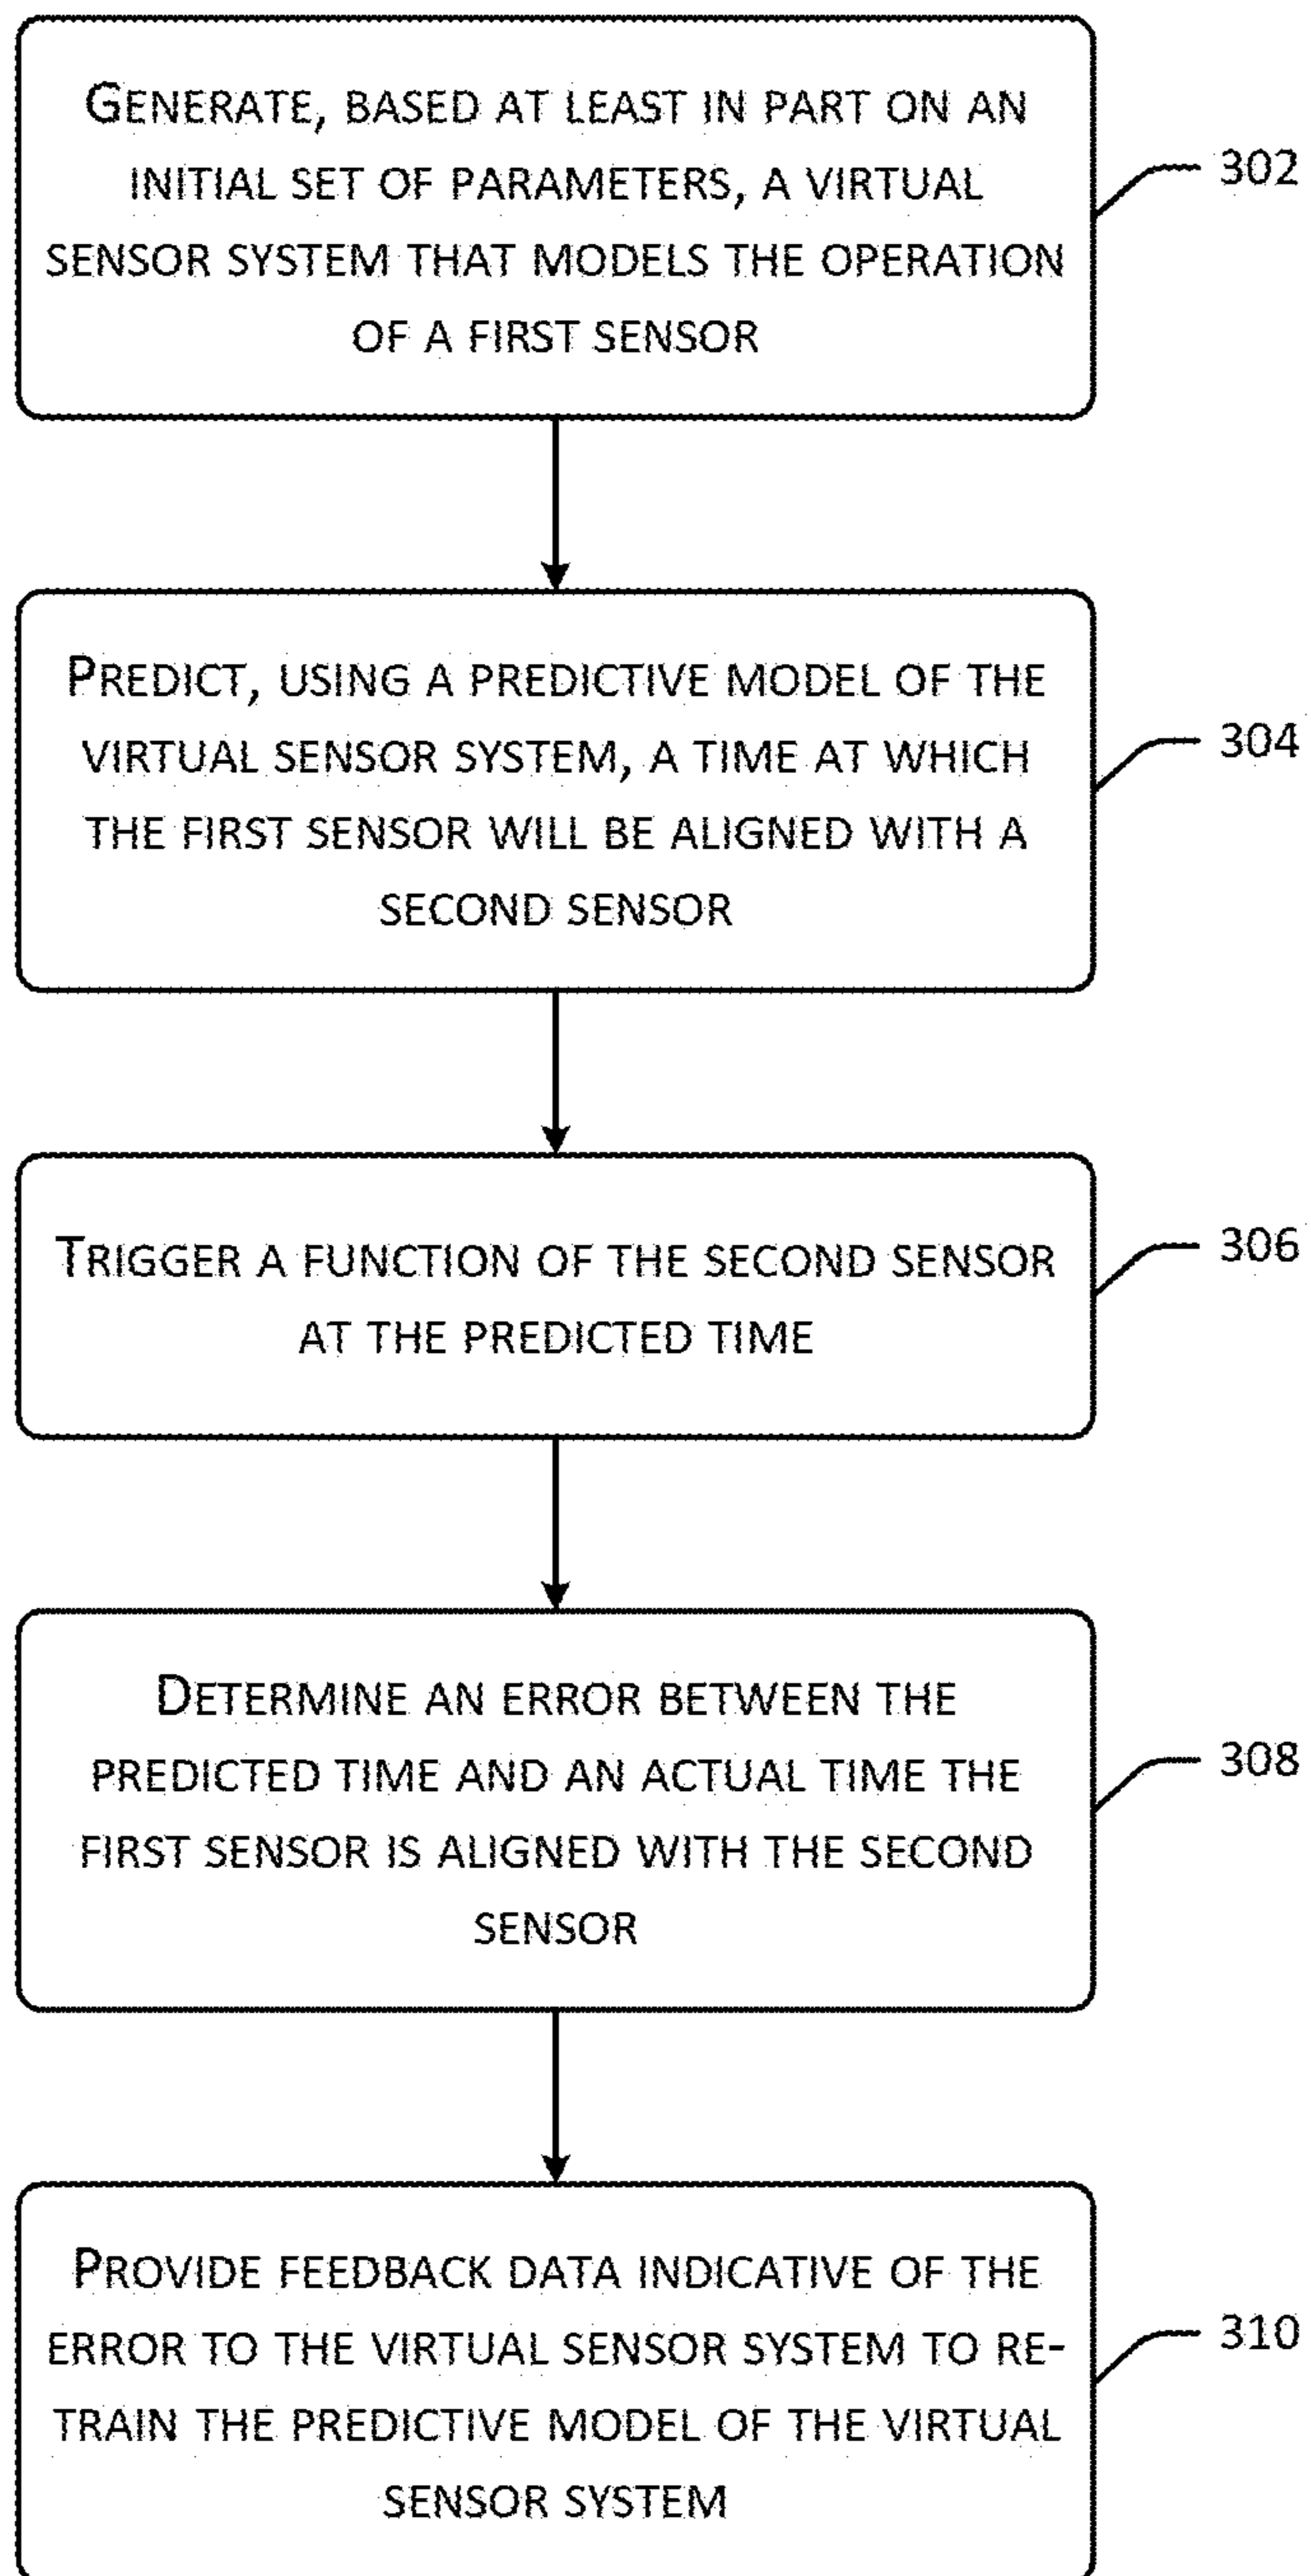 GENERATE, BASED AT LEAST IN PART ON AN
INITIAL SET OF PARAMETERS, A VIRTUAL
SENSOR SYSTEM THAT MODELS THE OPERATION
OF A FIRST SENSOR
302
PREDICT, USING A PREDICTIVE MODEL OF THE
VIRTUAL SENSOR SYSTEM, A TIME AT WHICH
THE FIRST SENSOR WILL BE ALIGNED WITH A
SECOND SENSOR
304
TRIGGER A FUNCTION OF THE SECOND SENSOR
AT THE PREDICTED TIME
306
DETERMINE AN ERROR BETWEEN THE
PREDICTED TIME AND AN ACTUAL TIME THE
FIRST SENSOR IS ALIGNED WITH THE SECOND
SENSOR
308
PROVIDE FEEDBACK DATA INDICATIVE OF THE
ERROR TO THE VIRTUAL SENSOR SYSTEM TO RE-
TRAIN THE PREDICTIVE MODEL OF THE VIRTUAL
SENSOR SYSTEM
310